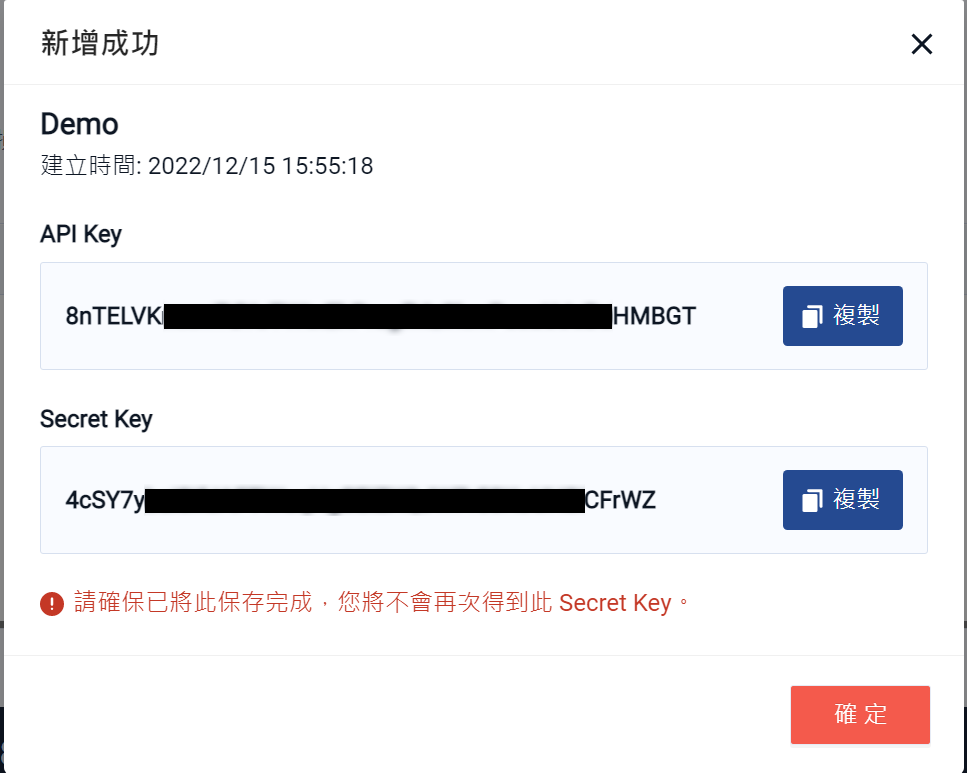 新增成功
Demo
建立時間: 2022/12/15 15:55:18
API Key
8nTELVK HMBGT
複製
Secret Key
4cSY7y CFrWZ
複製
請確保已將此保存完成，您將不會再次得到此 Secret Key。
確定